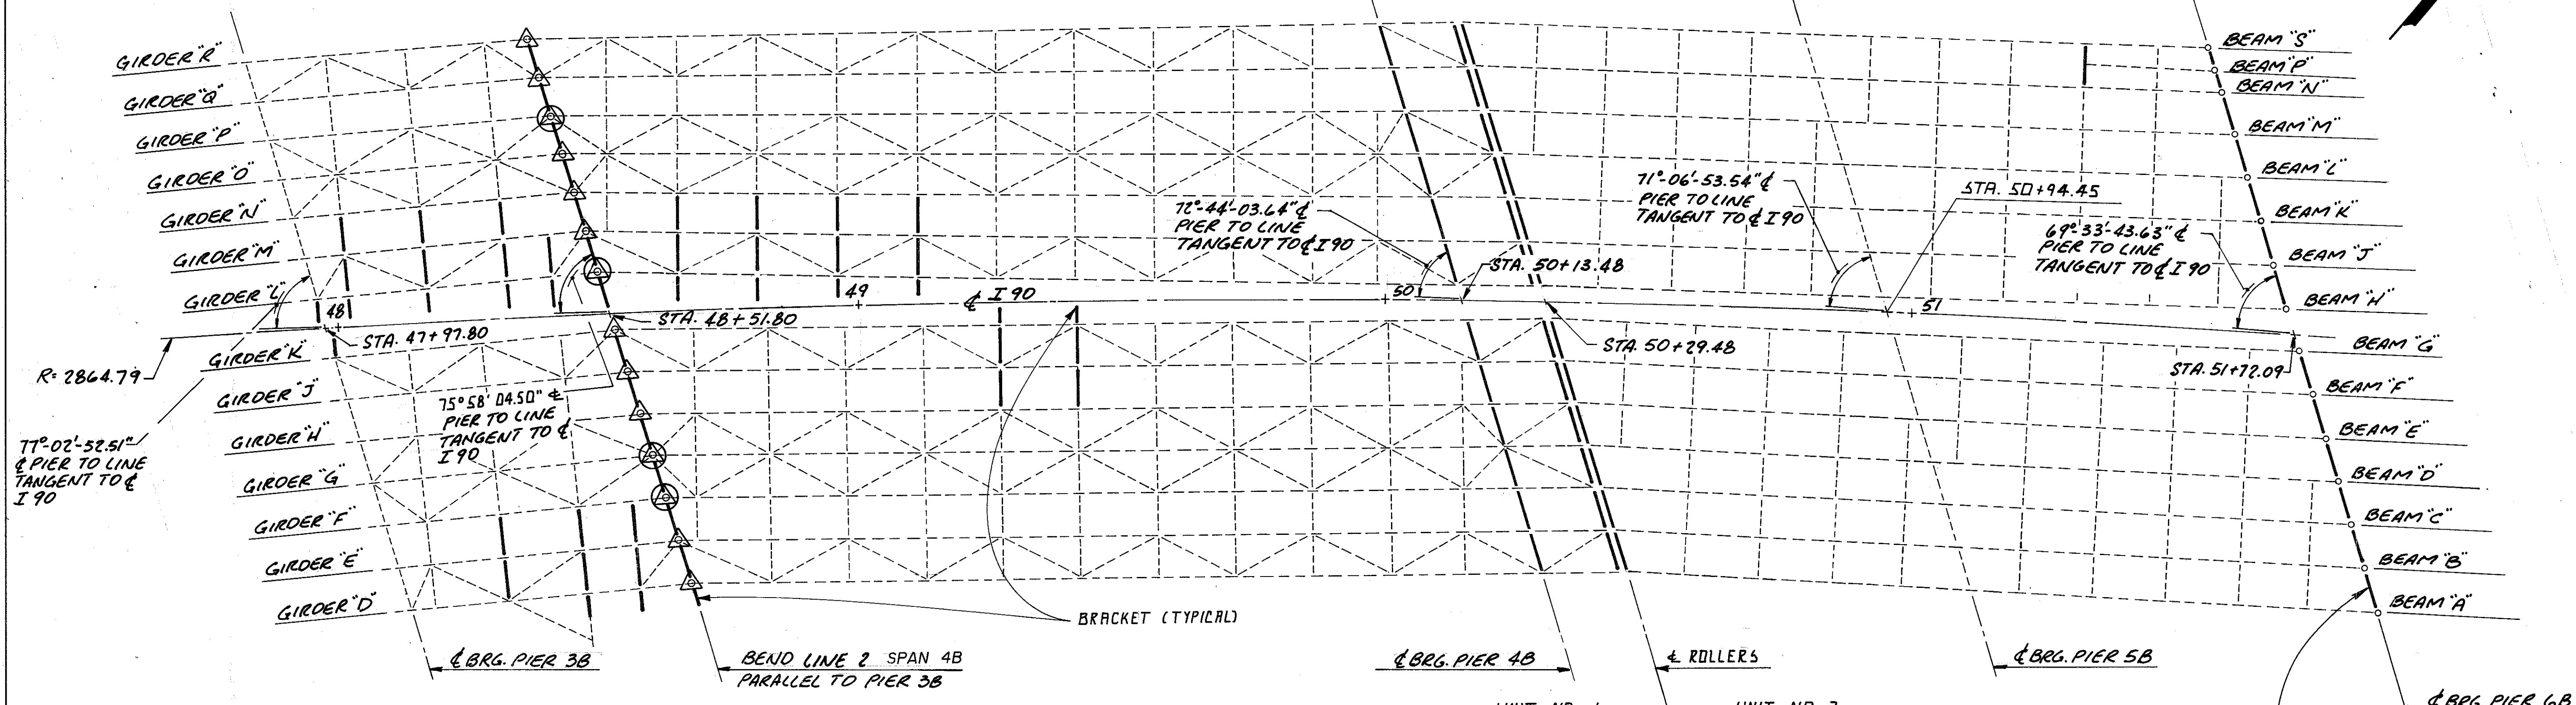 GIRDER "R"
GIRDER "Q"
GIRDER "P"
GIRDER "O"
GIRDER "N"
GIRDER "M"
GIRDER "L"
GIRDER "K"
GIRDER "J"
GIRDER "H"
GIRDER "G"
GIRDER "F"
GIRDER "E"
GIRDER "D"
R= 2864.79
77°-02'-52.51"
℄ PIER TO LINE
TANGENT TO ℄
I 90
48
STA. 47+97.80
75°58' 04.50" ℄
PIER TO LINE
TANGENT TO ℄
I 90
STA. 48+51.80
49
℄ I 90
BRACKET (TYPICAL)
℄ BRG. PIER 3B
BEND LINE 2 SPAN 4B
PARALLEL TO PIER 3B
72°-44'-03.64" ℄
PIER TO LINE
TANGENT TO ℄ I 90
50
STA. 50+13.48
STA. 50+29.48
℄ BRG. PIER 4B
℄ ROLLERS
71°-06'-53.54" ℄
PIER TO LINE
TANGENT TO ℄ I 90
STA. 50+94.45
51
69°-33'-43.63" ℄
PIER TO LINE
TANGENT TO ℄ I 90
STA. 51+72.09
℄ BRG. PIER 5B
BEAM "S"
BEAM "P"
BEAM "N"
BEAM "M"
BEAM "L"
BEAM "K"
BEAM "J"
BEAM "H"
BEAM "G"
BEAM "F"
BEAM "E"
BEAM "D"
BEAM "C"
BEAM "B"
BEAM "A"
℄ BRG. PIER 6B